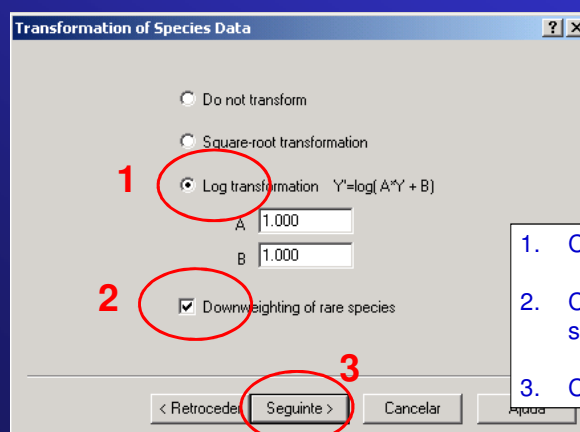 Transformation of Species Data
Do not transform
Square-root transformation
1
Log transformation Y'=log( A*Y + B)
A 1.000
B 1.000
2
Downweighting of rare species
3
< Retroceder Seguinte > Cancelar Ajuda
1. C
2. C
s
3. C